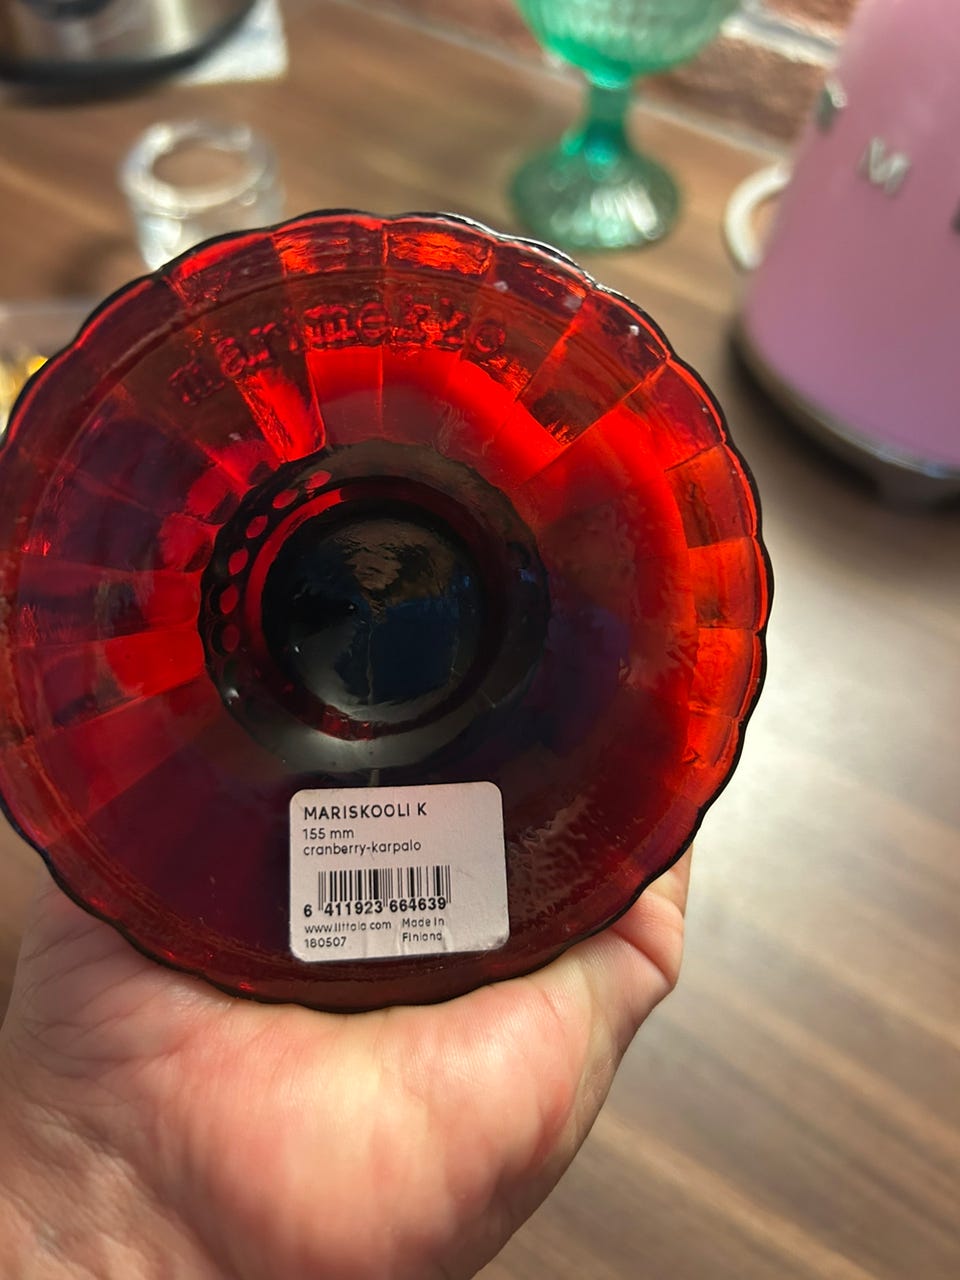 M
marimekko
MARISKOOLI K
155 mm
cranberry-karpalo
6 411923 664639
www.iittala.com Made in
180507 Finland